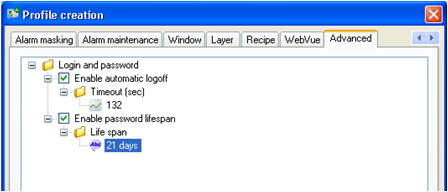 Profile creation
Alarm masking Alarm maintenance Window Layer Recipe WebVue Advanced
Login and password
Enable automatic logoff
Timeout (sec)
132
Enable password lifespan
Life span
Abc 21 days